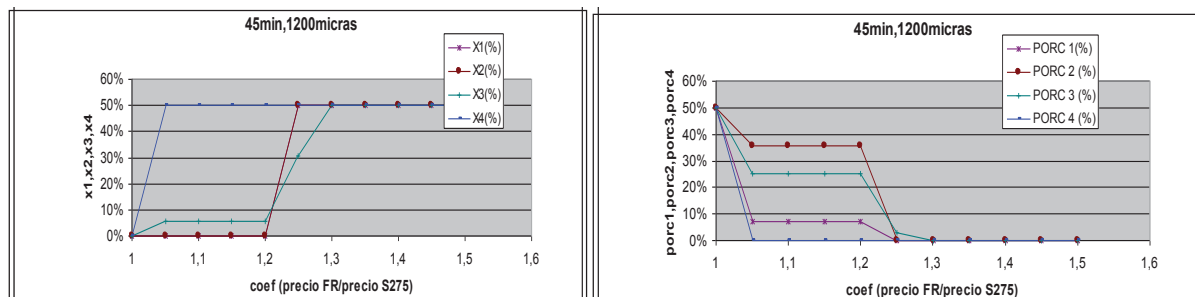 45min,1200micras
X1(%)
X2(%)
X3(%)
X4(%)
x1,x2,x3,x4
60%
50%
40%
30%
20%
10%
0%
1 1,1 1,2 1,3 1,4 1,5 1,6
coef (precio FR/precio S275)
45min,1200micras
PORC 1(%)
PORC 2 (%)
PORC 3 (%)
PORC 4 (%)
porc1,porc2,porc3,porc4
60%
50%
40%
30%
20%
10%
0%
1 1,1 1,2 1,3 1,4 1,5 1,6
coef (precio FR/precio S275)